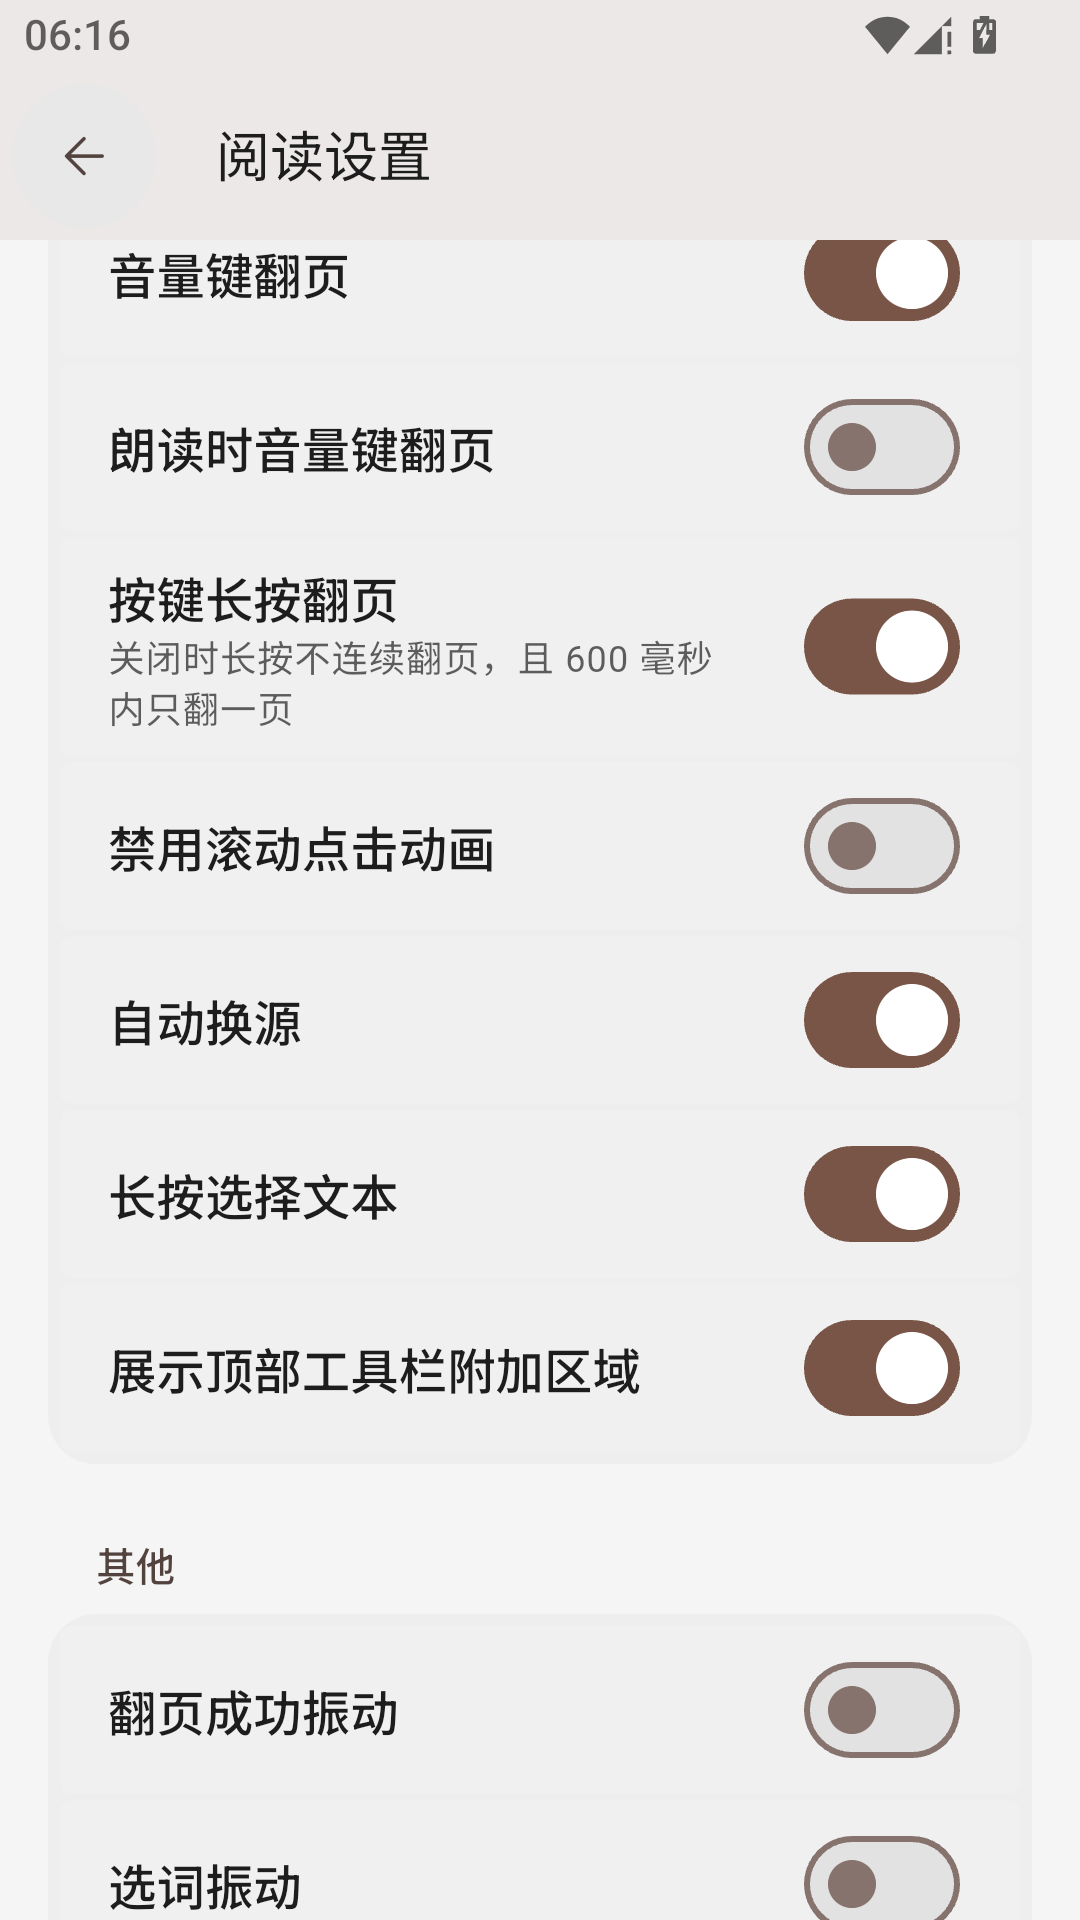 06:16
阅读设置
音量键翻页
朗读时音量键翻页
按键长按翻页
关闭时长按不连续翻页，且 600 毫秒
内只翻一页
禁用滚动点击动画
自动换源
长按选择文本
展示顶部工具栏附加区域
其他
翻页成功振动
选词振动